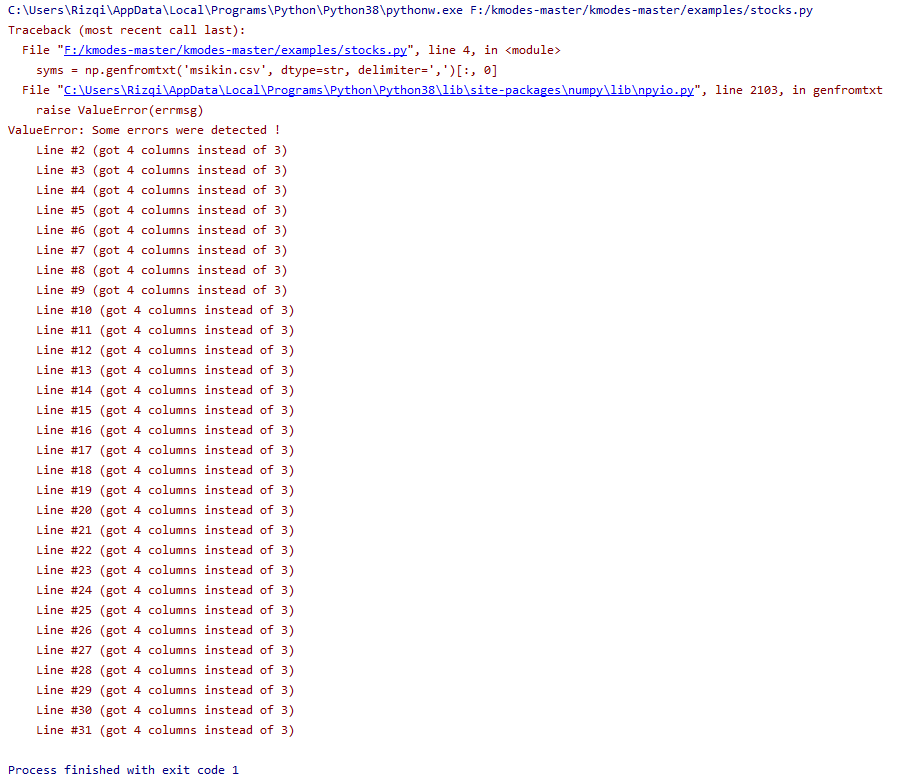 C:\Users\Rizqi\AppData\Local\Programs\Python\Python38\pythonw.exe F:/kmodes-master/kmodes-master/examples/stocks.py
Traceback (most recent call last):
  File "F:/kmodes-master/kmodes-master/examples/stocks.py", line 4, in <module>
    syms = np.genfromtxt('msikin.csv', dtype=str, delimiter=',')[:, 0]
  File "C:\Users\Rizqi\AppData\Local\Programs\Python\Python38\lib\site-packages\numpy\lib\npyio.py", line 2103, in genfromtxt
    raise ValueError(errmsg)
ValueError: Some errors were detected !
    Line #2 (got 4 columns instead of 3)
    Line #3 (got 4 columns instead of 3)
    Line #4 (got 4 columns instead of 3)
    Line #5 (got 4 columns instead of 3)
    Line #6 (got 4 columns instead of 3)
    Line #7 (got 4 columns instead of 3)
    Line #8 (got 4 columns instead of 3)
    Line #9 (got 4 columns instead of 3)
    Line #10 (got 4 columns instead of 3)
    Line #11 (got 4 columns instead of 3)
    Line #12 (got 4 columns instead of 3)
    Line #13 (got 4 columns instead of 3)
    Line #14 (got 4 columns instead of 3)
    Line #15 (got 4 columns instead of 3)
    Line #16 (got 4 columns instead of 3)
    Line #17 (got 4 columns instead of 3)
    Line #18 (got 4 columns instead of 3)
    Line #19 (got 4 columns instead of 3)
    Line #20 (got 4 columns instead of 3)
    Line #21 (got 4 columns instead of 3)
    Line #22 (got 4 columns instead of 3)
    Line #23 (got 4 columns instead of 3)
    Line #24 (got 4 columns instead of 3)
    Line #25 (got 4 columns instead of 3)
    Line #26 (got 4 columns instead of 3)
    Line #27 (got 4 columns instead of 3)
    Line #28 (got 4 columns instead of 3)
    Line #29 (got 4 columns instead of 3)
    Line #30 (got 4 columns instead of 3)
    Line #31 (got 4 columns instead of 3)

Process finished with exit code 1